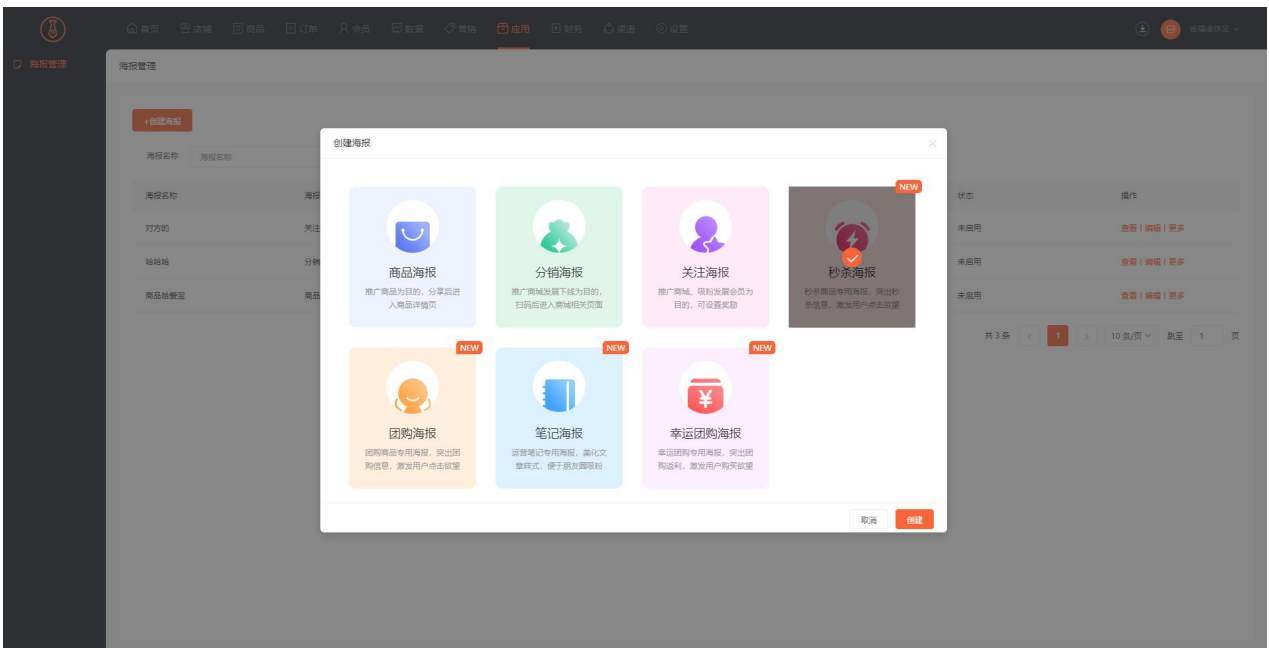 首页 店铺 商品 订单 会员 数据 营销 应用 财务 渠道 设置
海报管理
海报管理
+创建海报
海报名称 海报名称
创建海报
海报名称 海报 状态 操作
对方的 关注 未启用 查看 | 编辑 | 更多
哈哈哈 分销 未启用 查看 | 编辑 | 更多
商品哈 商品 未启用 查看 | 编辑 | 更多
共 3 条 < 1 > 10 条/页 跳至 1 页
商品海报
推广商品为目的，分享后进
入商品详情页
分销海报
推广商城发展下线为目的，
扫码后进入商城相关页面
关注海报
推广商城、吸粉发展会员为
目的，可设置奖励
NEW
秒杀海报
秒杀商品专用海报，突出秒
杀信息，激发用户点击欲望
NEW
团购海报
团购商品专用海报，突出团
购信息，激发用户点击欲望
NEW
笔记海报
运营笔记专用海报，美化文
章样式，便于朋友圈吸粉
NEW
幸运团购海报
幸运团购专用海报，突出团
购返利，激发用户购买欲望
取消 创建